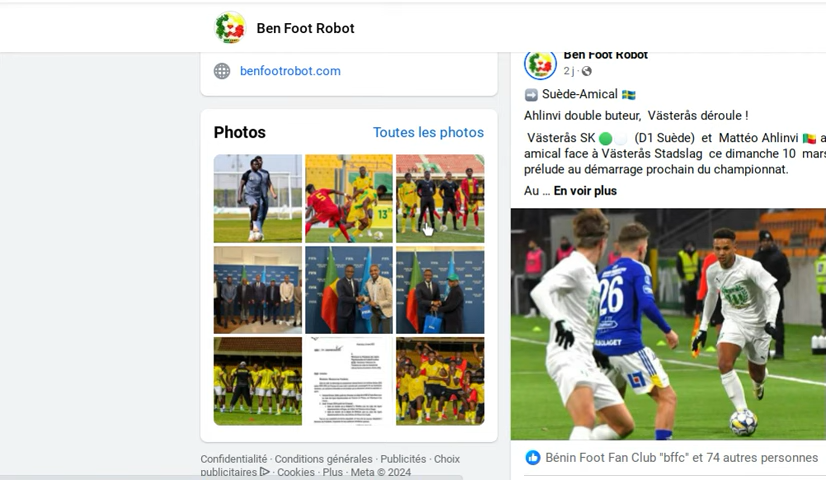 Ben Foot Robot
benfootrobot.com
Photos
Toutes les photos
13
Confidentialité · Conditions générales · Publicités · Choix
publicitaires · Cookies · Plus · Meta © 2024
Ben Foot Robot
2 j ·
Suède-Amical
Ahlinvi double buteur, Västerås déroule !
Västerås SK (D1 Suède) et Mattéo Ahlinvi a
amical face à Västerås Stadslag ce dimanche 10 mars
prélude au démarrage prochain du championnat.
Au ... En voir plus
26
Bénin Foot Fan Club "bffc" et 74 autres personnes